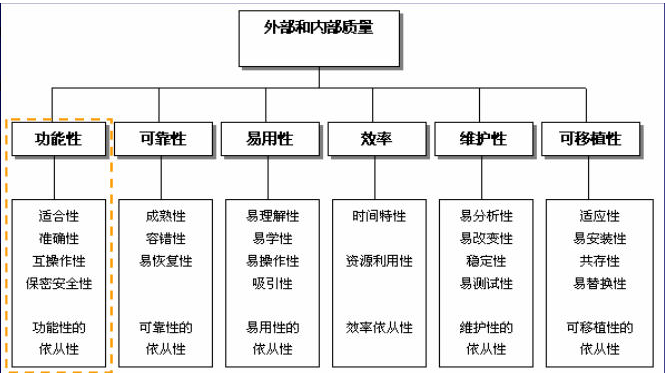 外部和内部质量
功能性
可靠性
易用性
效率
维护性
可移植性
适合性
准确性
互操作性
保密安全性
功能性的
依从性
成熟性
容错性
易恢复性
可靠性的
依从性
易理解性
易学性
易操作性
吸引性
易用性的
依从性
时间特性
资源利用性
效率依从性
易分析性
易改变性
稳定性
易测试性
维护性的
依从性
适应性
易安装性
共存性
易替换性
可移植性的
依从性